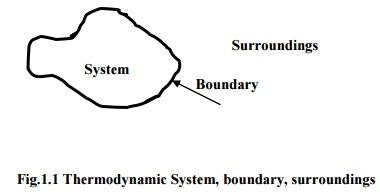 Surroundings
System
Boundary
Fig.1.1 Thermodynamic System, boundary, surroundings